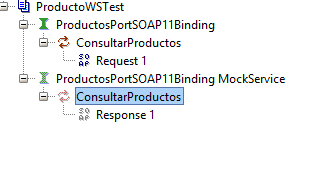 ProductoWSTest
ProductosPortSOAP11Binding
ConsultarProductos
Request 1
ProductosPortSOAP11Binding MockService
ConsultarProductos
Response 1